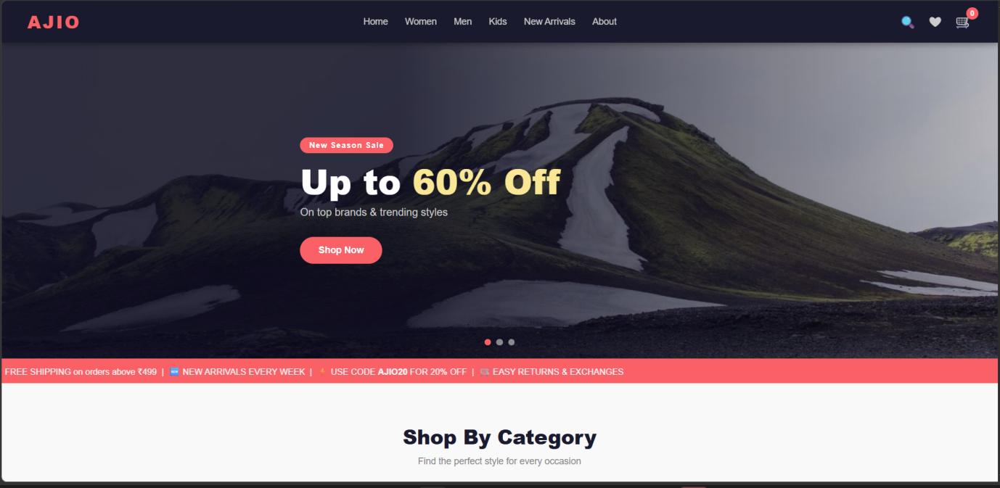 AJIO
Home Women Men Kids New Arrivals About
0
New Season Sale
Up to 60% Off
On top brands & trending styles
Shop Now
FREE SHIPPING on orders above ₹499 | NEW ARRIVALS EVERY WEEK | USE CODE AJIO20 FOR 20% OFF | EASY RETURNS & EXCHANGES
Shop By Category
Find the perfect style for every occasion